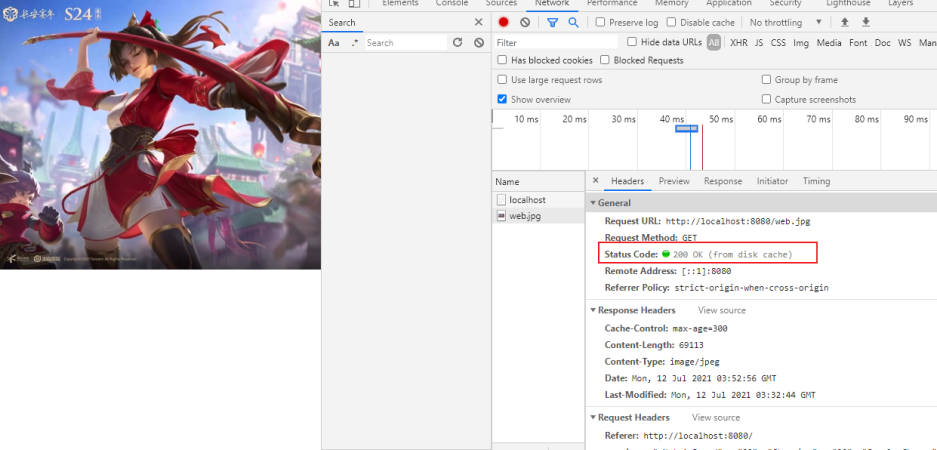 长安赛年 S24
Elements Console Sources Network Performance Memory Application Security Lighthouse Layers
Search
Preserve log Disable cache No throttling
Aa .* Search
Filter
Hide data URLs All XHR JS CSS Img Media Font Doc WS Man
Has blocked cookies Blocked Requests
Use large request rows Group by frame
Show overview Capture screenshots
10 ms 20 ms 30 ms 40 ms 50 ms 60 ms 70 ms 80 ms 90 ms
Name
localhost
web.jpg
Headers Preview Response Initiator Timing
General
Request URL: http://localhost:8080/web.jpg
Request Method: GET
Status Code: 200 OK (from disk cache)
Remote Address: [::1]:8080
Referrer Policy: strict-origin-when-cross-origin
Response Headers View source
Cache-Control: max-age=300
Content-Length: 69113
Content-Type: image/jpeg
Date: Mon, 12 Jul 2021 03:52:56 GMT
Last-Modified: Mon, 12 Jul 2021 03:32:44 GMT
Request Headers View source
Referer: http://localhost:8080/